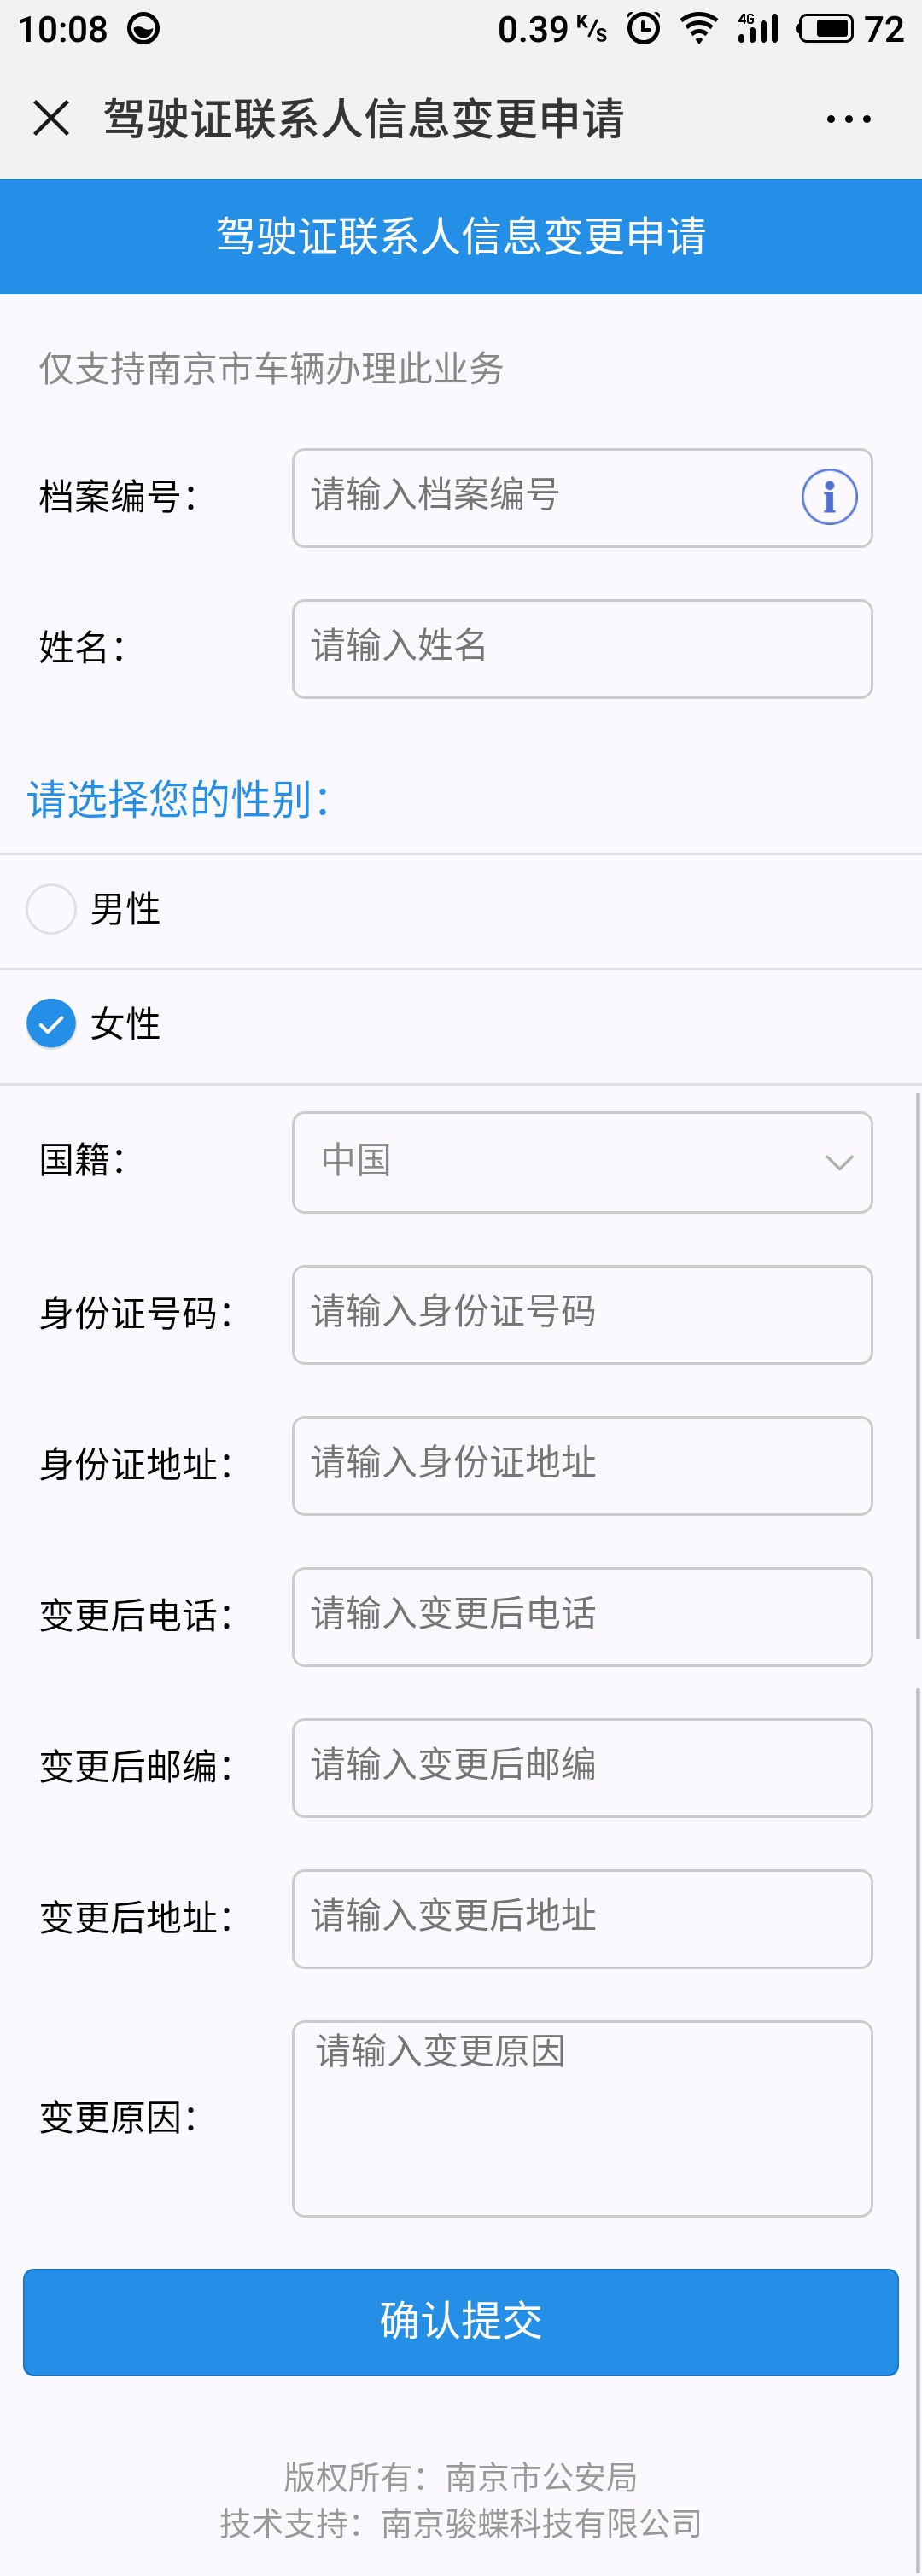 10:08 0.39 K/S 4G 72
驾驶证联系人信息变更申请
驾驶证联系人信息变更申请
仅支持南京市车辆办理此业务
档案编号： 请输入档案编号 i
姓名： 请输入姓名
请选择您的性别：
男性
女性
国籍： 中国
身份证号码： 请输入身份证号码
身份证地址： 请输入身份证地址
变更后电话： 请输入变更后电话
变更后邮编： 请输入变更后邮编
变更后地址： 请输入变更后地址
变更原因： 请输入变更原因
确认提交
版权所有：南京市公安局
技术支持：南京骏蝶科技有限公司